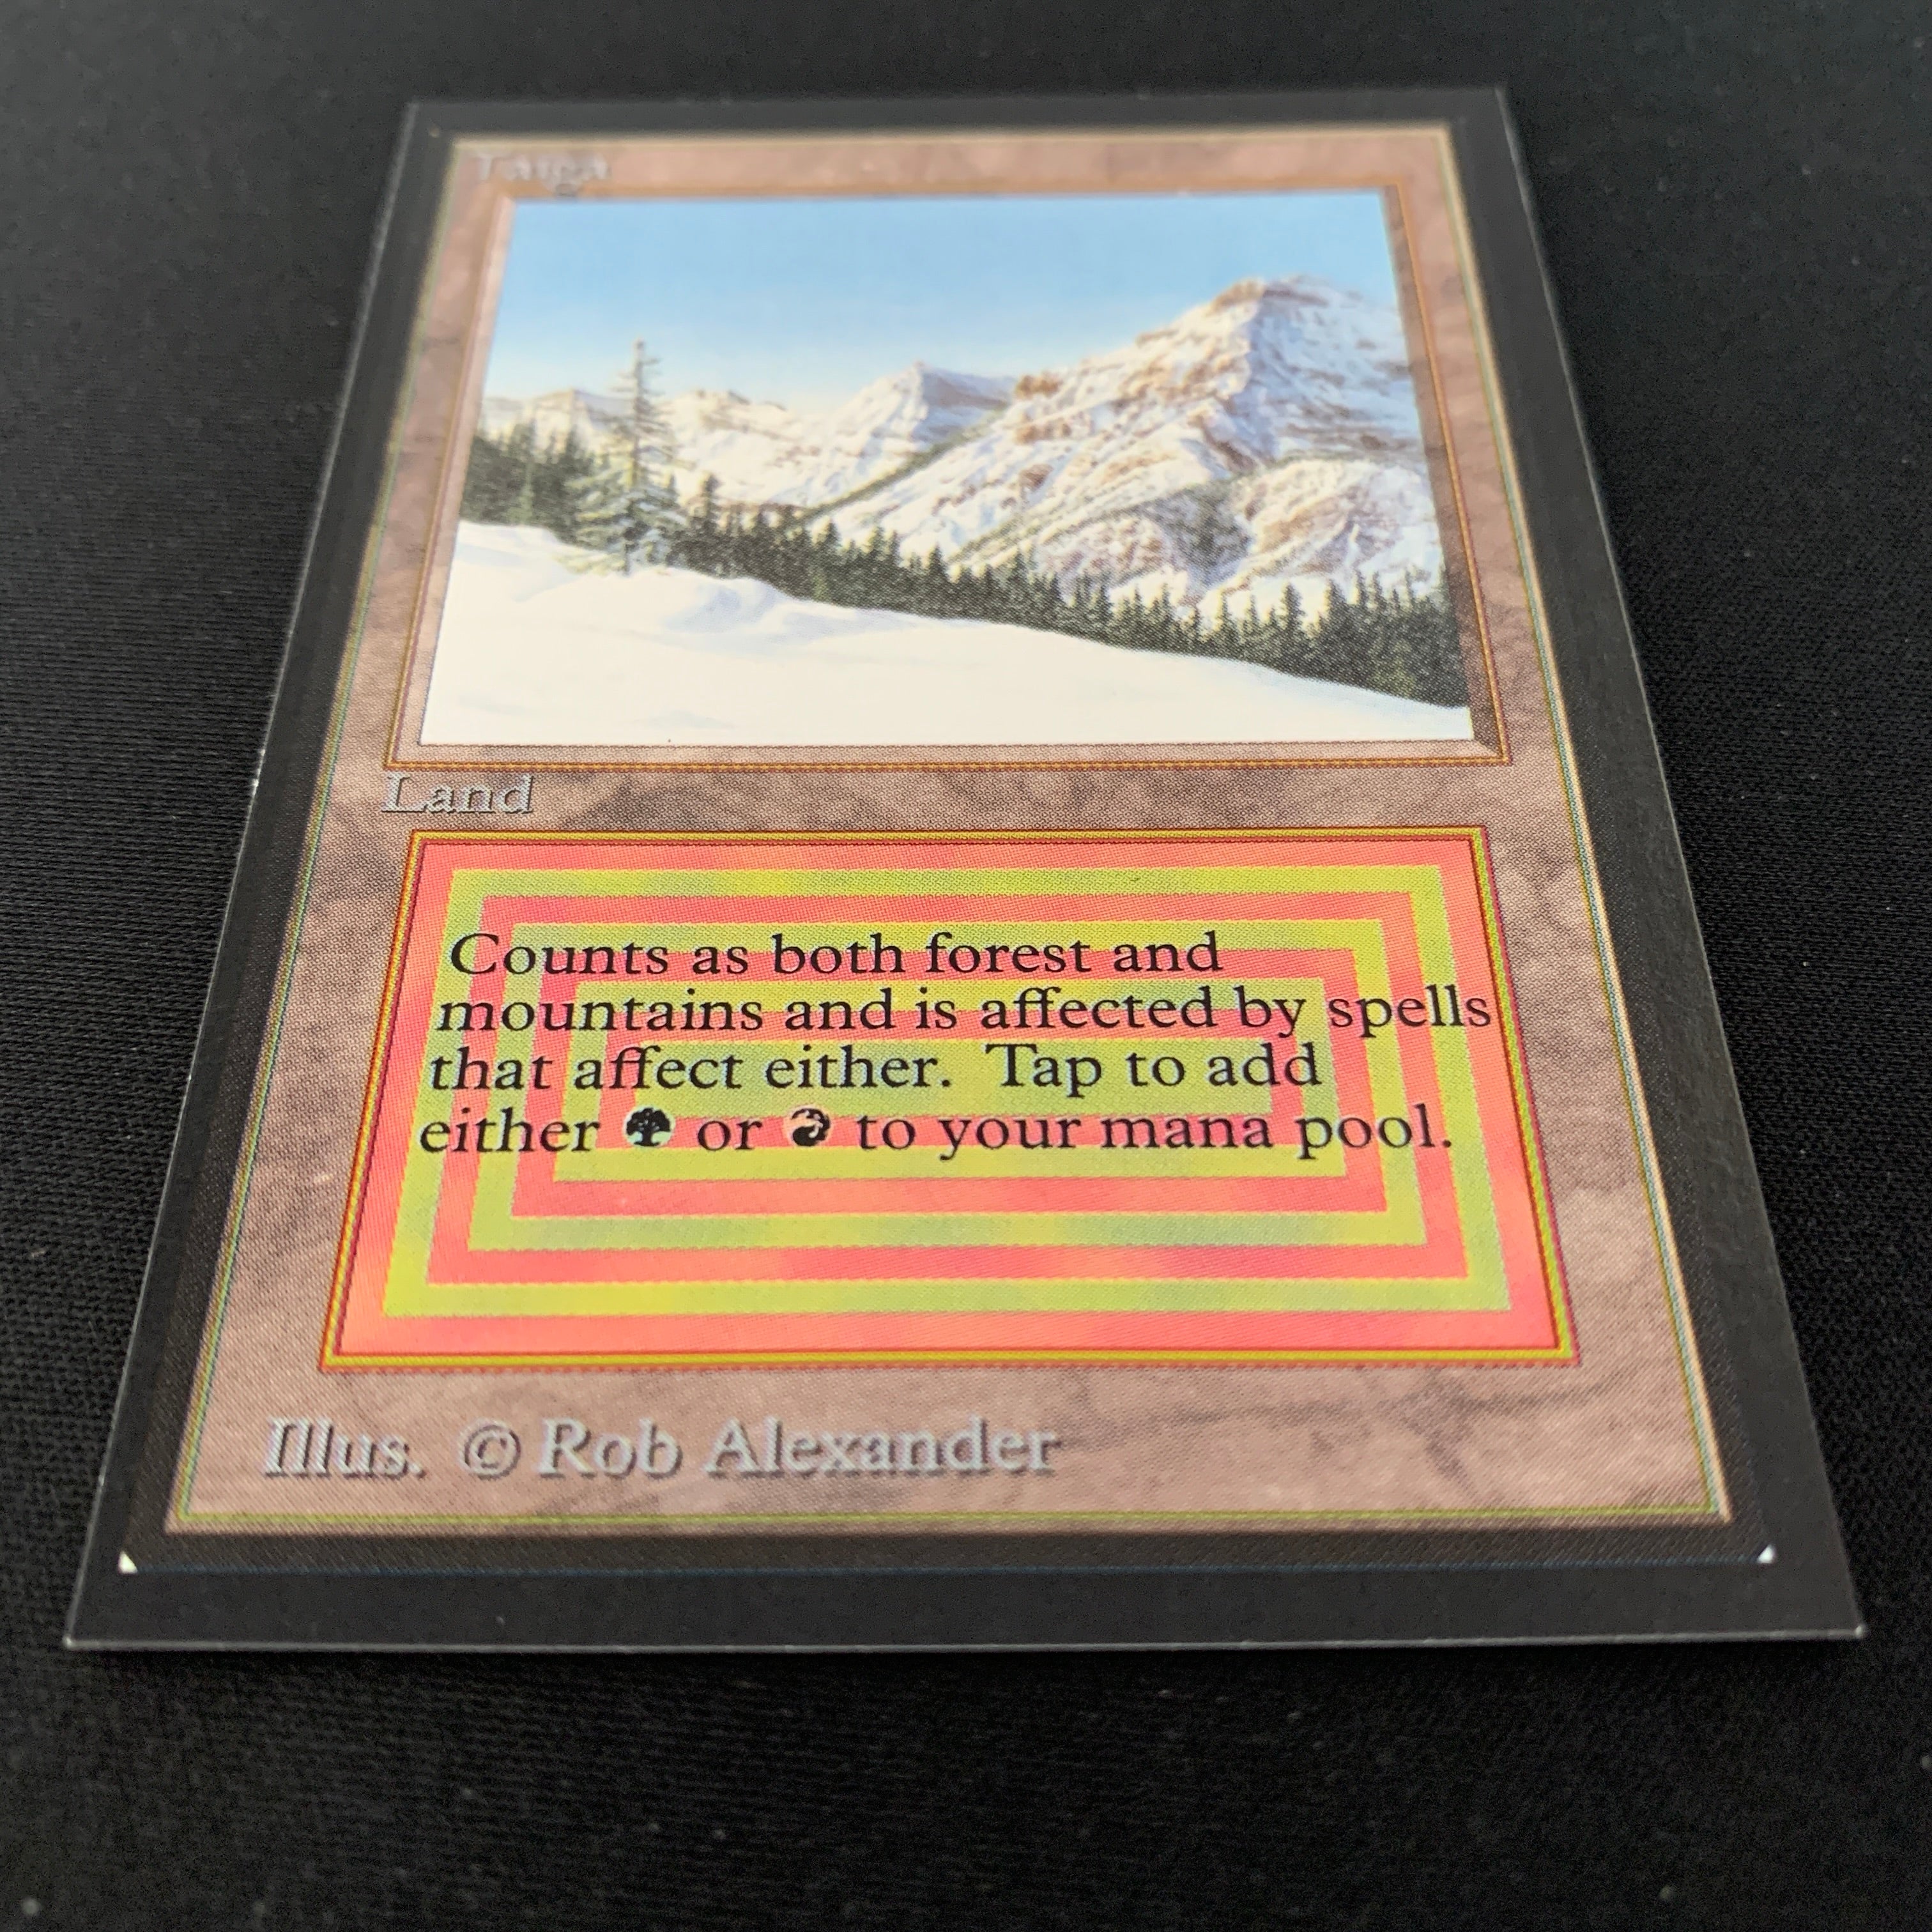 Taiga
Land
Counts as both forest and
mountains and is affected by spells
that affect either. Tap to add
either or to your mana pool.
Illus. © Rob Alexander